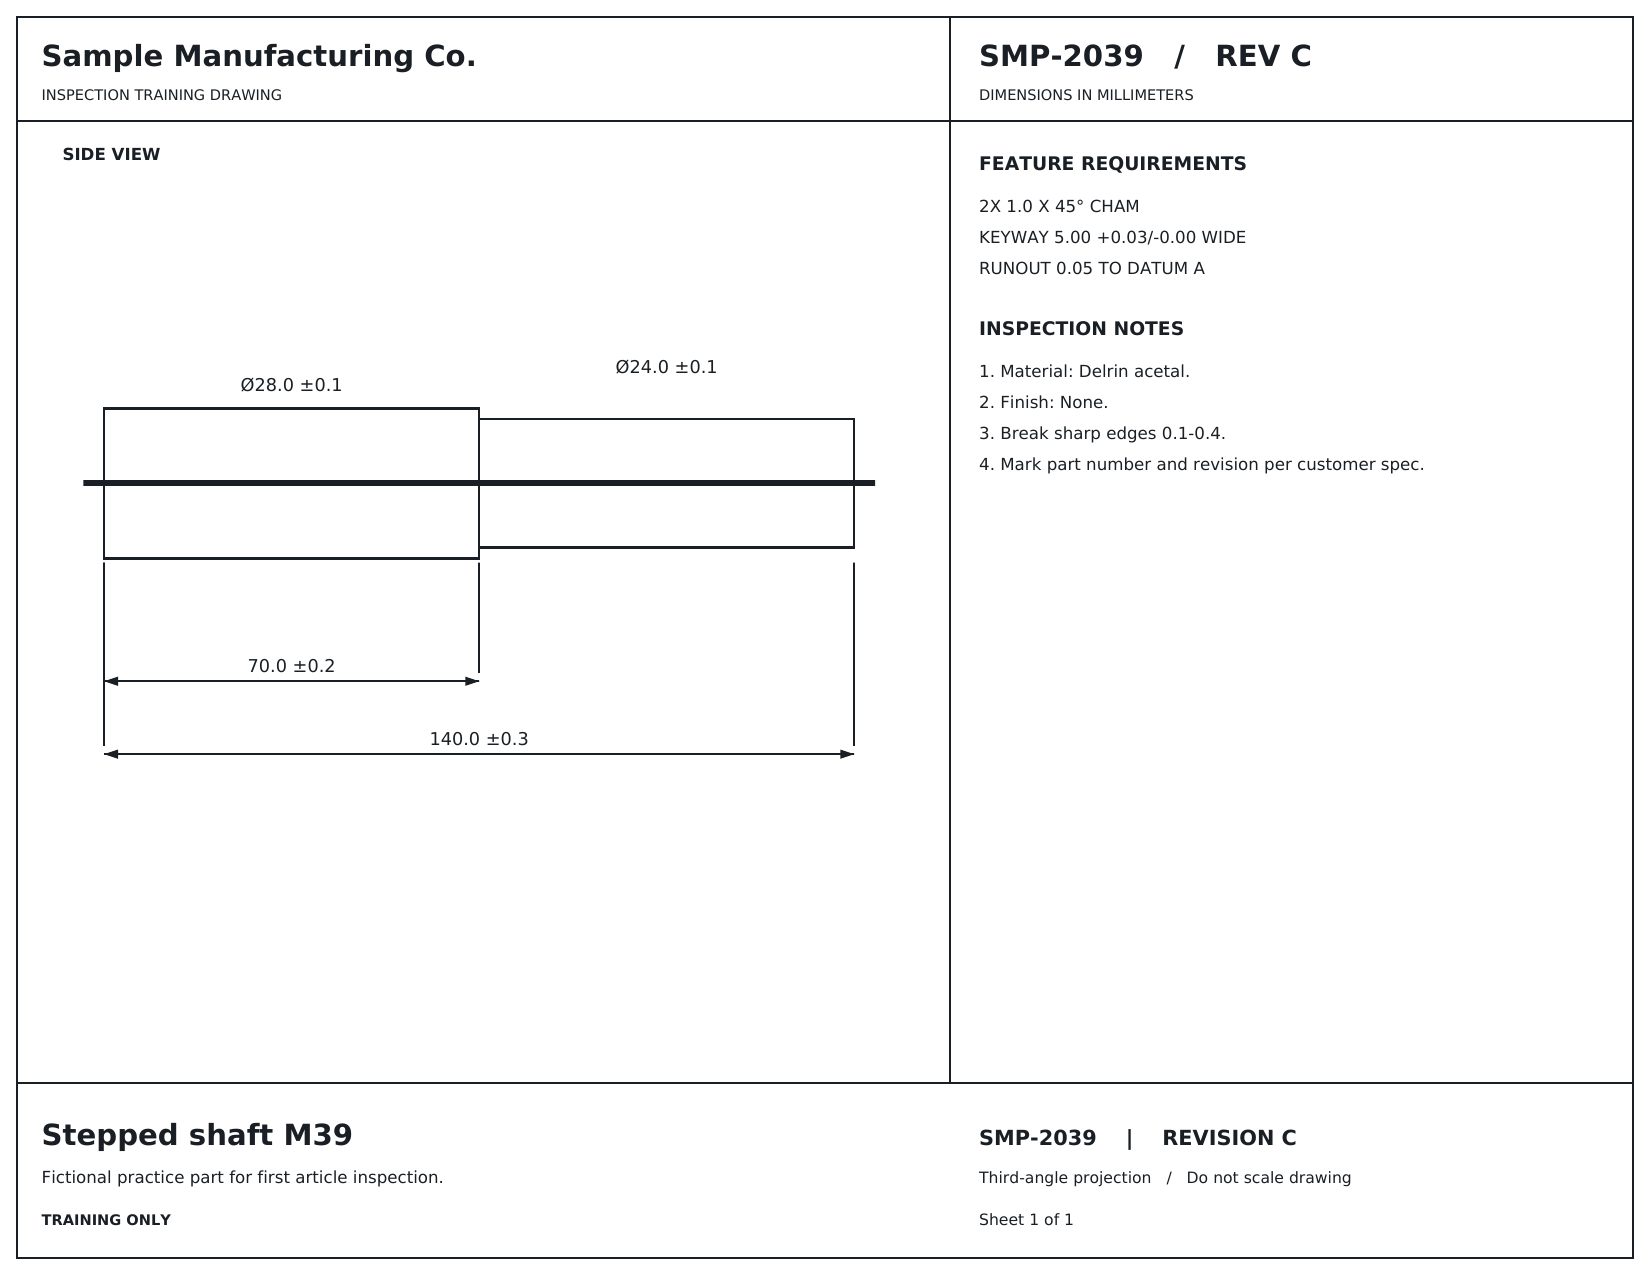 Sample Manufacturing Co.
INSPECTION TRAINING DRAWING
SMP-2039 / REV C
DIMENSIONS IN MILLIMETERS
SIDE VIEW
Ø28.0 ±0.1
Ø24.0 ±0.1
70.0 ±0.2
140.0 ±0.3
FEATURE REQUIREMENTS
2X 1.0 X 45° CHAM
KEYWAY 5.00 +0.03/-0.00 WIDE
RUNOUT 0.05 TO DATUM A
INSPECTION NOTES
1. Material: Delrin acetal.
2. Finish: None.
3. Break sharp edges 0.1-0.4.
4. Mark part number and revision per customer spec.
Stepped shaft M39
Fictional practice part for first article inspection.
TRAINING ONLY
SMP-2039 | REVISION C
Third-angle projection / Do not scale drawing
Sheet 1 of 1